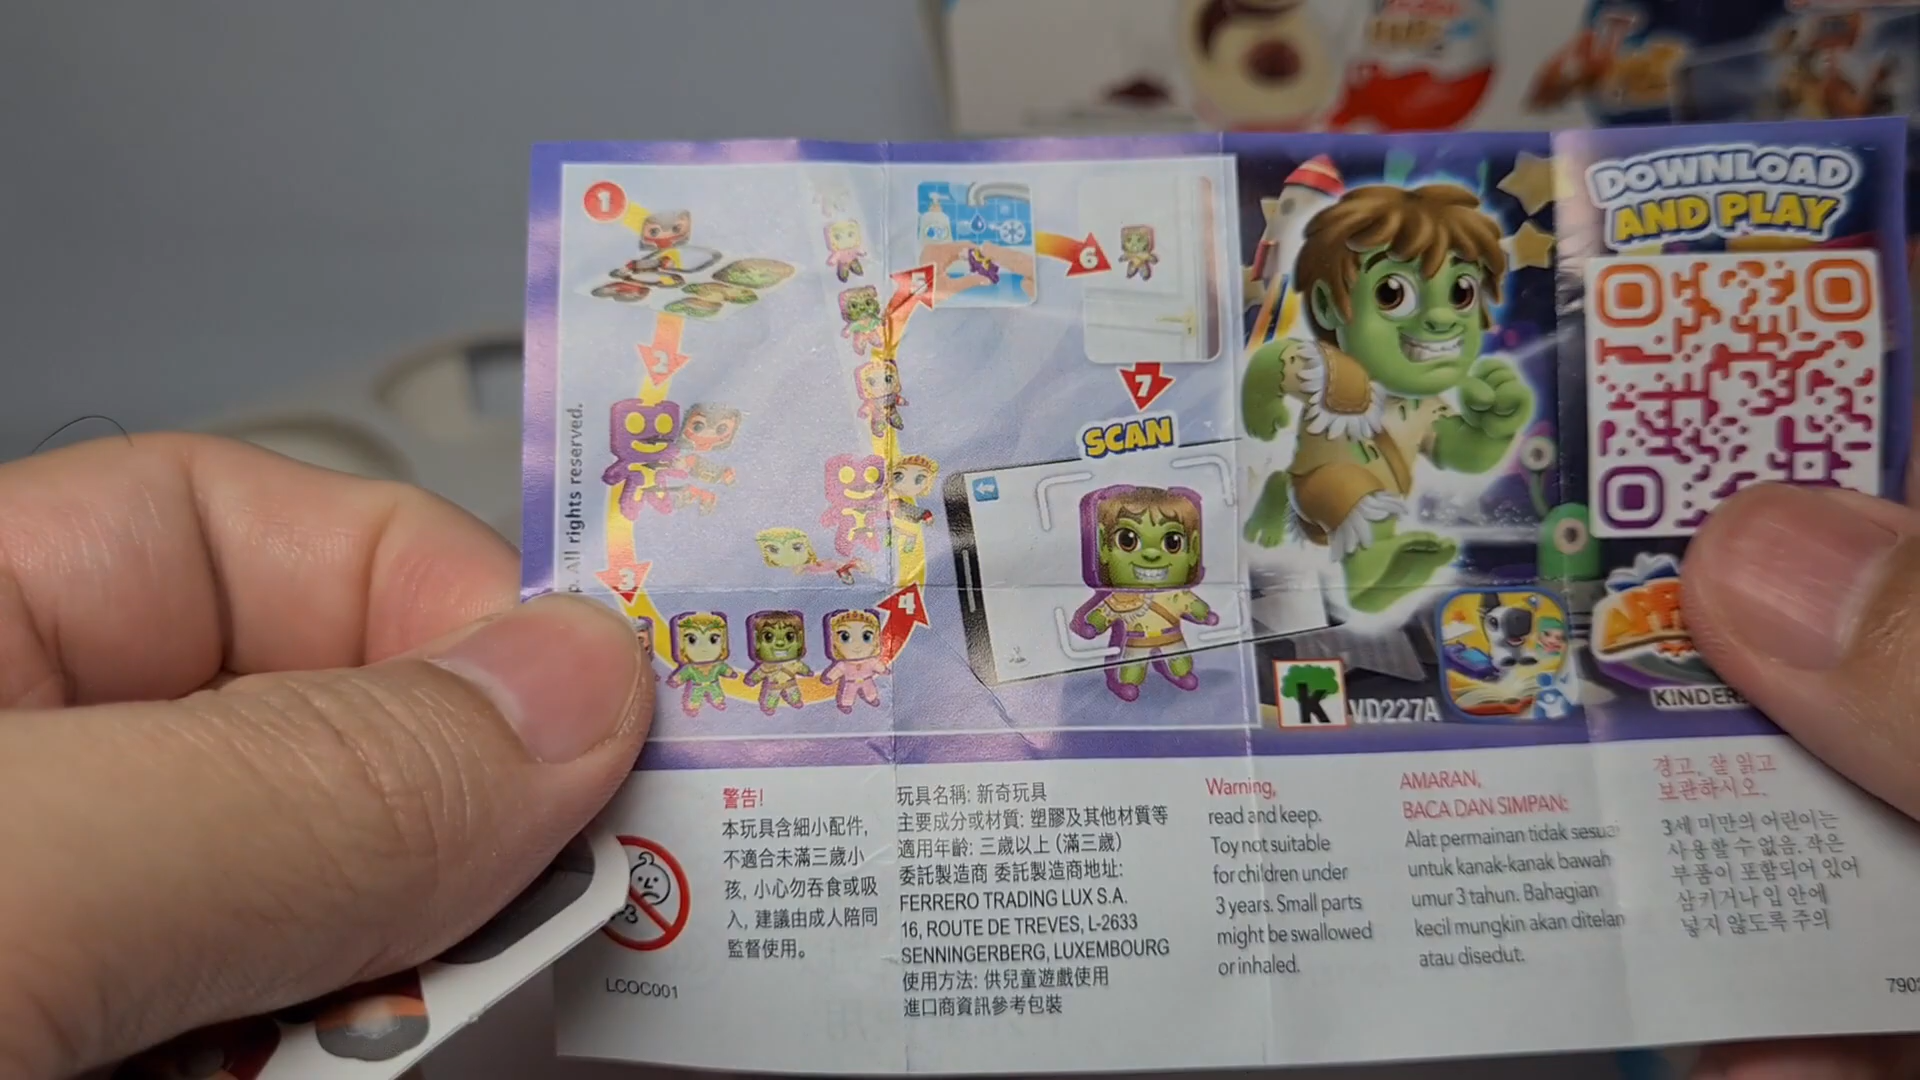 DOWNLOAD
AND PLAY
1
2
3
4
5
6
7
SCAN
p. All rights reserved.
K
VD227A
KINDER
警告!
本玩具含細小配件,
不適合未滿三歲小
孩, 小心勿吞食或吸
入, 建議由成人陪同
監督使用。
LCOC001
玩具名稱: 新奇玩具
主要成分或材質: 塑膠及其他材質等
適用年齡: 三歲以上 (滿三歲)
委託製造商 委託製造商地址:
FERRERO TRADING LUX S.A.
16, ROUTE DE TREVES, L-2633
SENNINGERBERG, LUXEMBOURG
使用方法: 供兒童遊戲使用
進口商資訊參考包裝
Warning,
read and keep.
Toy not suitable
for children under
3 years. Small parts
might be swallowed
or inhaled.
AMARAN,
BACA DAN SIMPAN:
Alat permainan tidak sesuai
untuk kanak-kanak bawah
umur 3 tahun. Bahagian
kecil mungkin akan ditelan
atau disedut.
경고, 잘 읽고
보관하시오.
3세 미만의 어린이는
사용할 수 없음. 작은
부품이 포함되어 있어
삼키거나 입 안에
넣지 않도록 주의